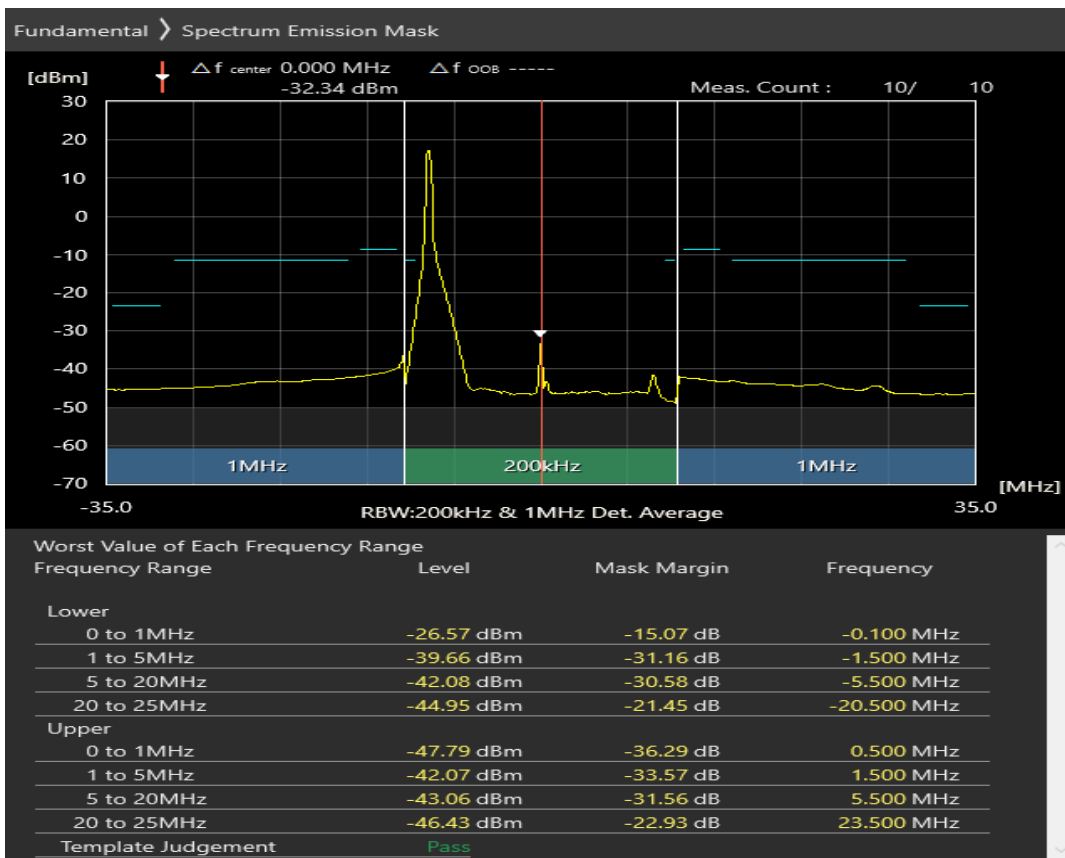 Fundamental 〉 Spectrum Emission Mask
△f center 0.000 MHz △f OOB -----
[dBm]
-32.34 dBm Meas. Count : 10/ 10
30
20
10
0
-10
-20
-30
-40
-50
-60
1MHz 200kHz 1MHz
-70
[MHz]
-35.0 RBW:200kHz & 1MHz Det. Average 35.0
Worst Value of Each Frequency Range
Frequency Range Level Mask Margin Frequency
Lower
0 to 1MHz -26.57 dBm -15.07 dB -0.100 MHz
1 to 5MHz -39.66 dBm -31.16 dB -1.500 MHz
5 to 20MHz -42.08 dBm -30.58 dB -5.500 MHz
20 to 25MHz -44.95 dBm -21.45 dB -20.500 MHz
Upper
0 to 1MHz -47.79 dBm -36.29 dB 0.500 MHz
1 to 5MHz -42.07 dBm -33.57 dB 1.500 MHz
5 to 20MHz -43.06 dBm -31.56 dB 5.500 MHz
20 to 25MHz -46.43 dBm -22.93 dB 23.500 MHz
Template Judgement Pass